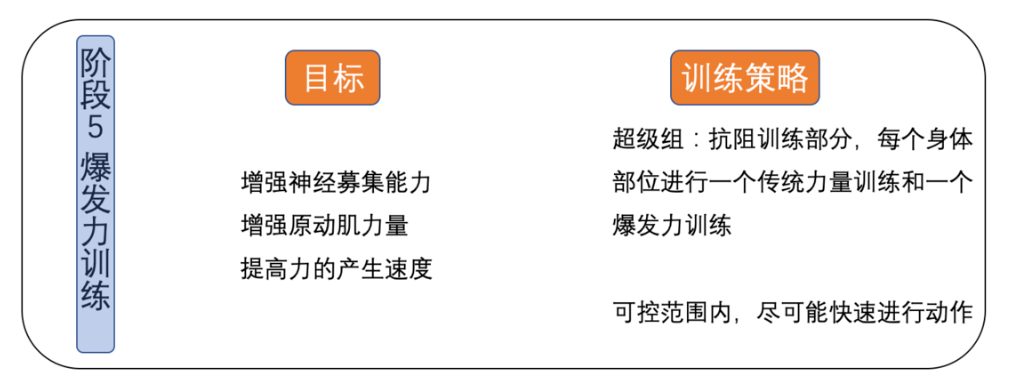 阶段5 爆发力训练
目标
增强神经募集能力
增强原动肌力量
提高力的产生速度
训练策略
超级组：抗阻训练部分，每个身体
部位进行一个传统力量训练和一个
爆发力训练
可控范围内，尽可能快速进行动作